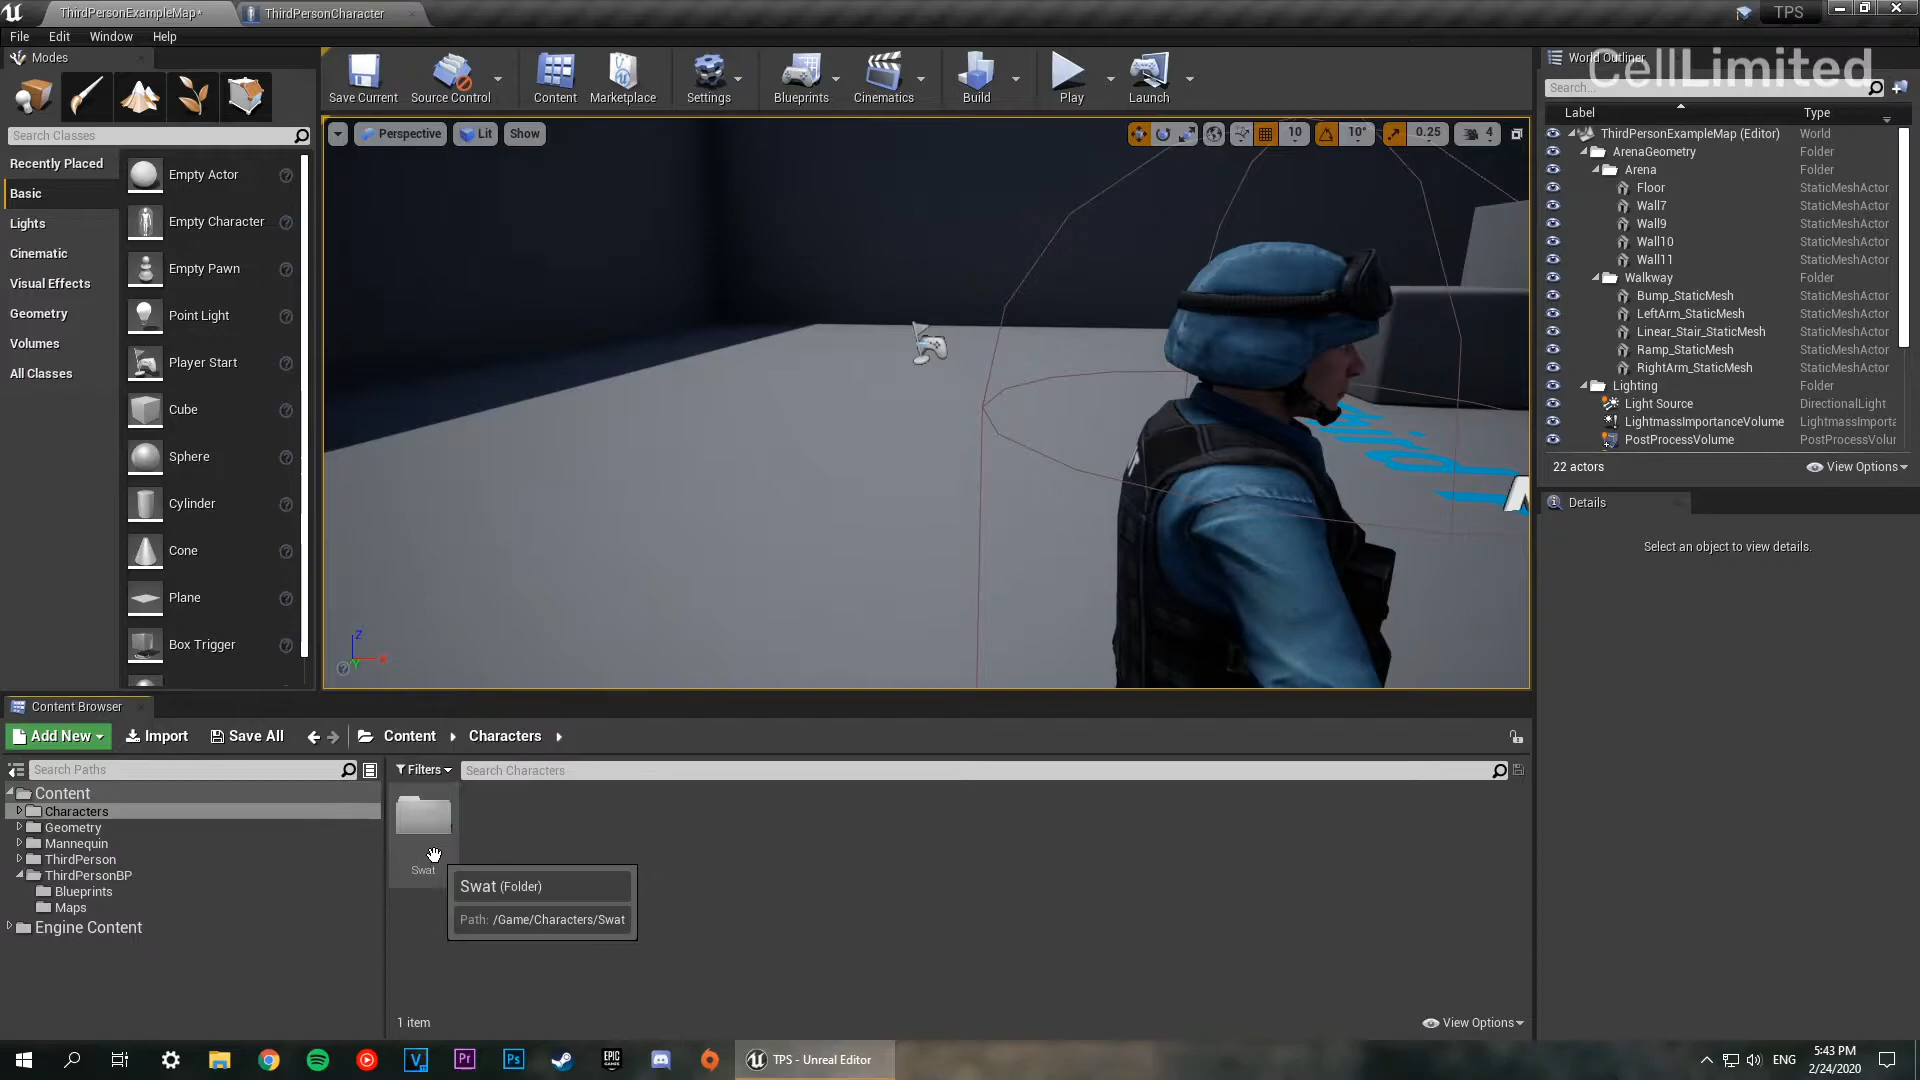 ThirdPersonExampleMap*
ThirdPersonCharacter
TPS
File Edit Window Help
Modes
Search Classes
Recently Placed
Basic
Lights
Cinematic
Visual Effects
Geometry
Volumes
All Classes
Empty Actor
Empty Character
Empty Pawn
Point Light
Player Start
Cube
Sphere
Cylinder
Cone
Plane
Box Trigger
Save Current
Source Control
Content
Marketplace
Settings
Blueprints
Cinematics
Build
Play
Launch
Perspective
Lit
Show
10
10°
0.25
4
Z
X
Y
World Outliner
CellLimited
Search...
Label Type
ThirdPersonExampleMap (Editor) World
ArenaGeometry Folder
Arena Folder
Floor StaticMeshActor
Wall7 StaticMeshActor
Wall9 StaticMeshActor
Wall10 StaticMeshActor
Wall11 StaticMeshActor
Walkway Folder
Bump_StaticMesh StaticMeshActor
LeftArm_StaticMesh StaticMeshActor
Linear_Stair_StaticMesh StaticMeshActor
Ramp_StaticMesh StaticMeshActor
RightArm_StaticMesh StaticMeshActor
Lighting Folder
Light Source DirectionalLight
LightmassImportanceVolume LightmassImporta
PostProcessVolume PostProcessVolur
22 actors
View Options
Details
Select an object to view details.
Content Browser
Add New
Import
Save All
Content
Characters
Search Paths
Filters
Search Characters
Content
Characters
Geometry
Mannequin
ThirdPerson
ThirdPersonBP
Blueprints
Maps
Engine Content
Swat
Swat (Folder)
Path: /Game/Characters/Swat
1 item
View Options
TPS - Unreal Editor
ENG
5:43 PM
2/24/2020